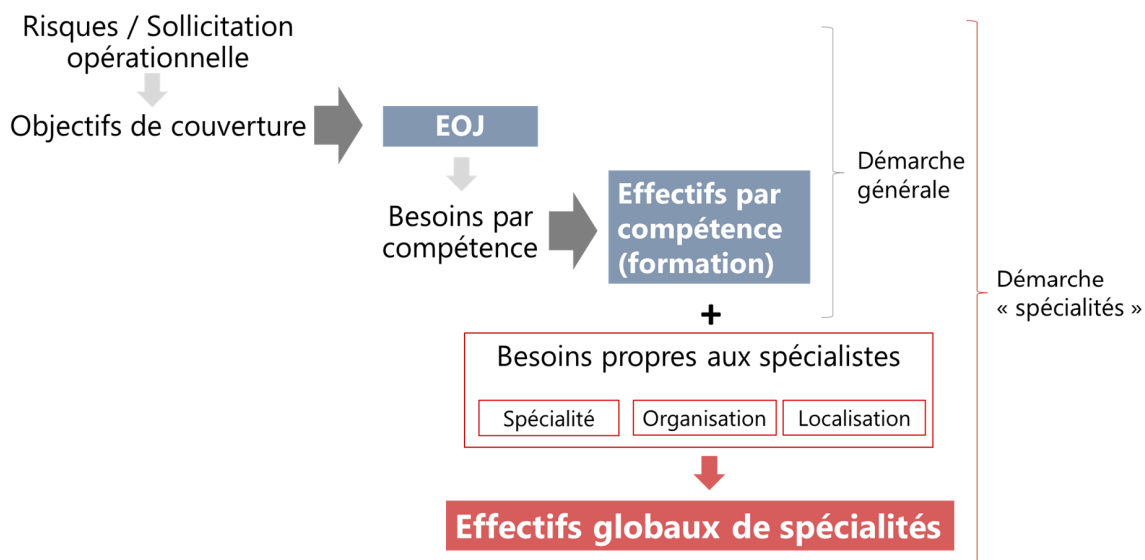 Risques / Sollicitation
opérationnelle
Objectifs de couverture
EOJ
Besoins par
compétence
Effectifs par
compétence
(formation)
Démarche
générale
+
Besoins propres aux spécialistes
Spécialité
Organisation
Localisation
Démarche
« spécialités »
Effectifs globaux de spécialités